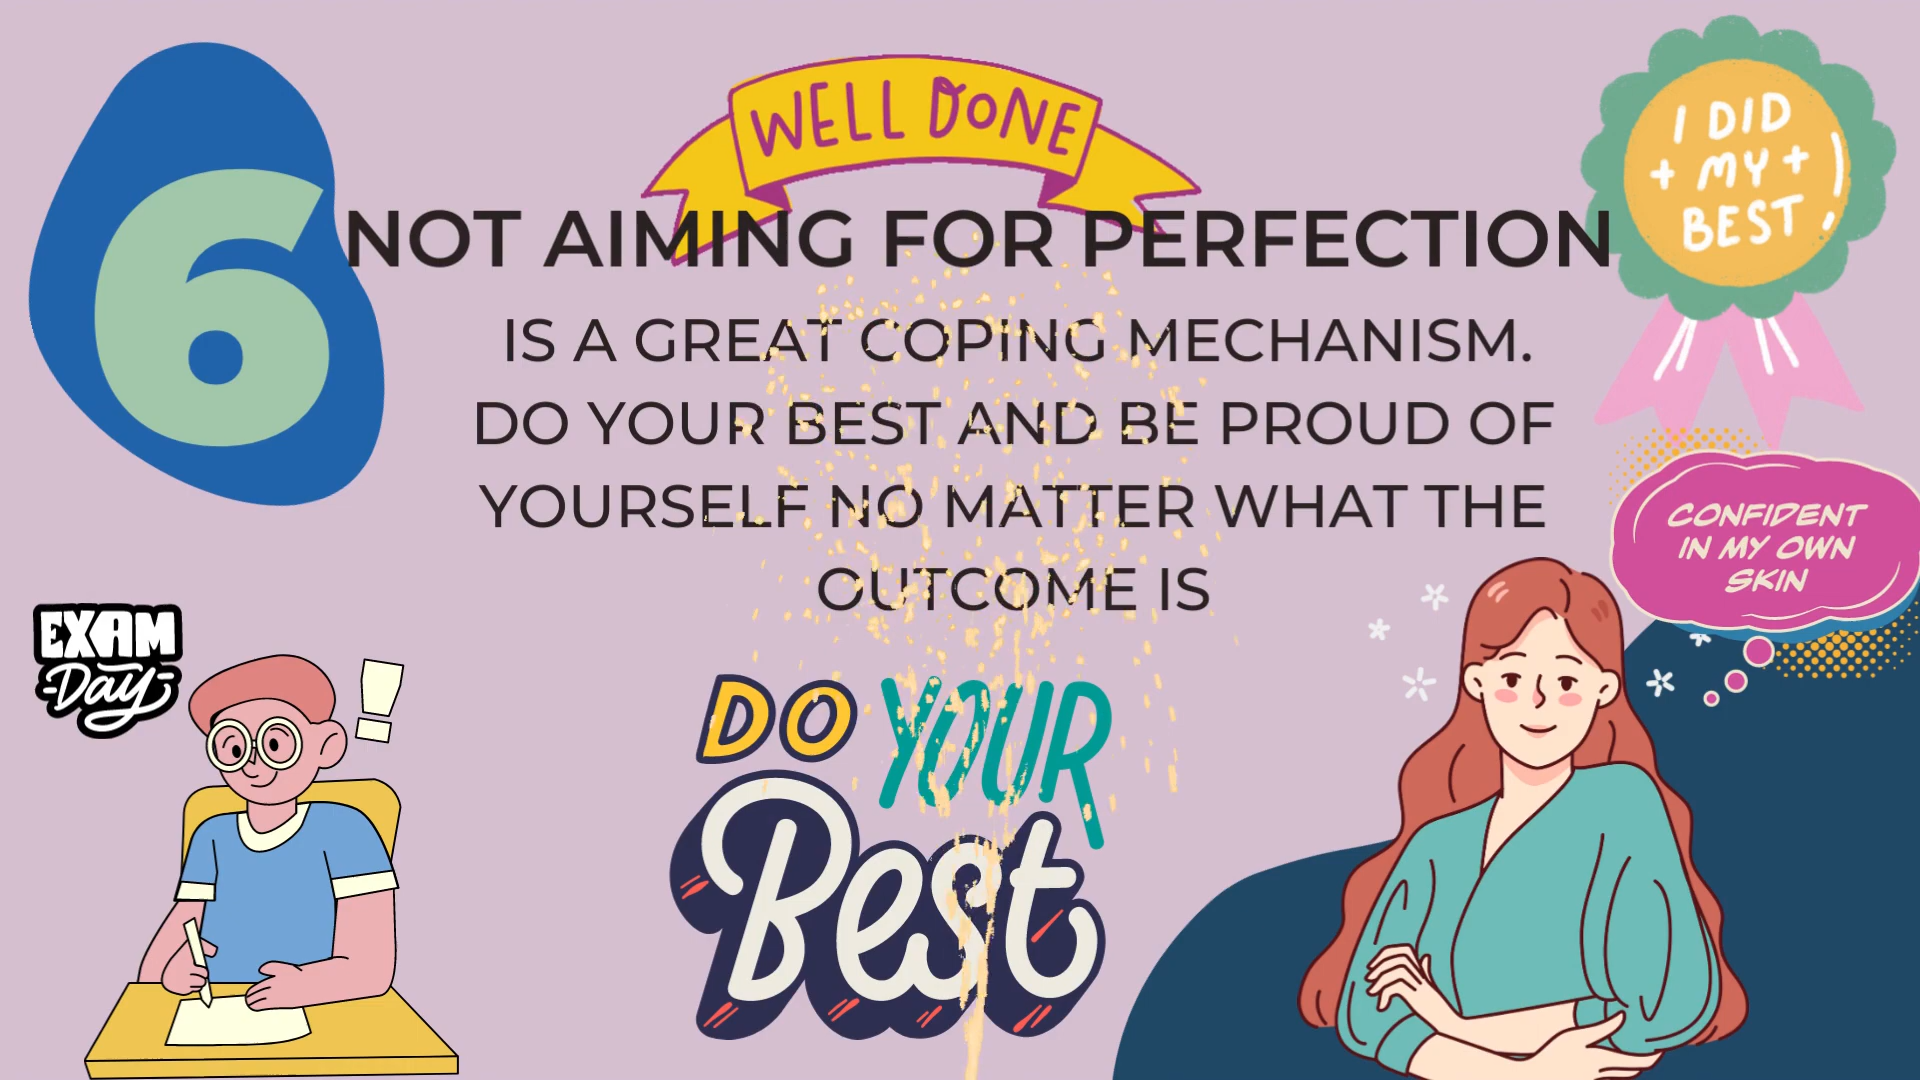 6
WELL DONE
I DID
MY
BEST!
NOT AIMING FOR PERFECTION
IS A GREAT COPING MECHANISM.
DO YOUR BEST AND BE PROUD OF
YOURSELF NO MATTER WHAT THE
OUTCOME IS
CONFIDENT
IN MY OWN
SKIN
EXAM
Day
!
DO YOUR
Best